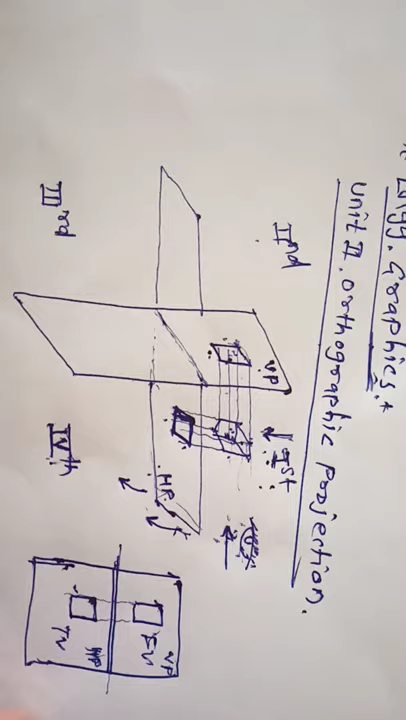 Engg. Graphics
Unit II. Orthographic projection.
IInd
Ist
VP
HP
IIIrd
IVth
VP
FV
HP
TV